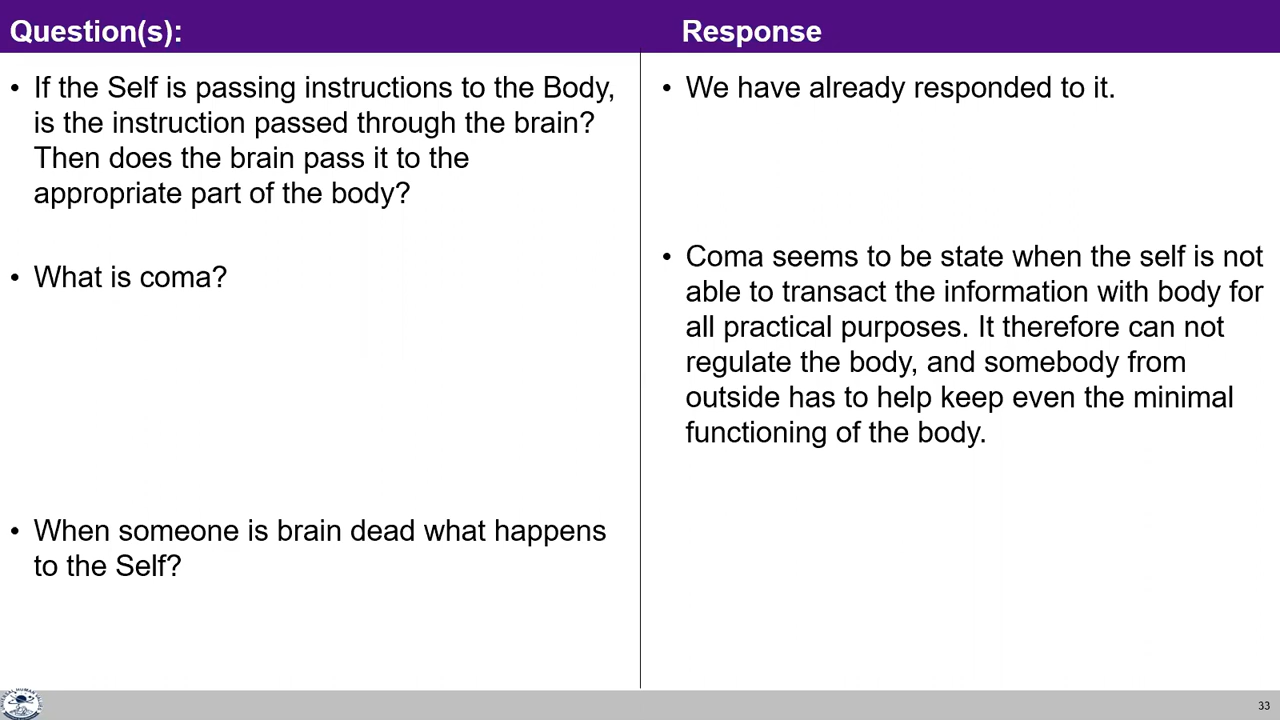 Question(s):
Response
• If the Self is passing instructions to the Body,
is the instruction passed through the brain?
Then does the brain pass it to the
appropriate part of the body?
• We have already responded to it.
• What is coma?
• Coma seems to be state when the self is not
able to transact the information with body for
all practical purposes. It therefore can not
regulate the body, and somebody from
outside has to help keep even the minimal
functioning of the body.
• When someone is brain dead what happens
to the Self?
33